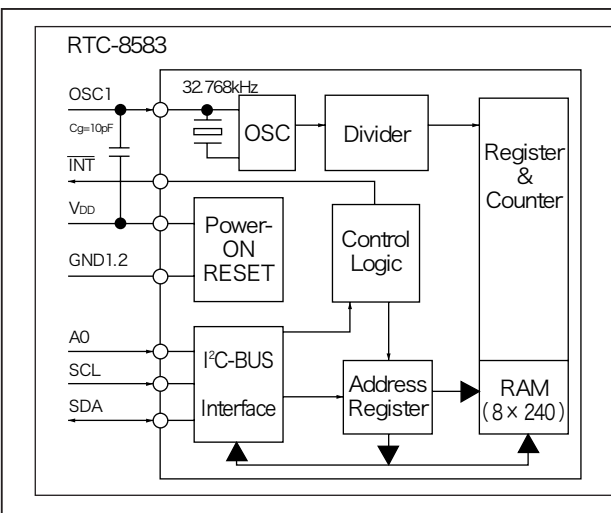 RTC-8583
OSC1
32.768kHz
Cg=10pF
OSC
Divider
Register
&
Counter
INT
VDD
Power-
ON
RESET
Control
Logic
GND1.2
A0
I²C-BUS
Interface
SCL
SDA
Address
Register
RAM
(8×240)